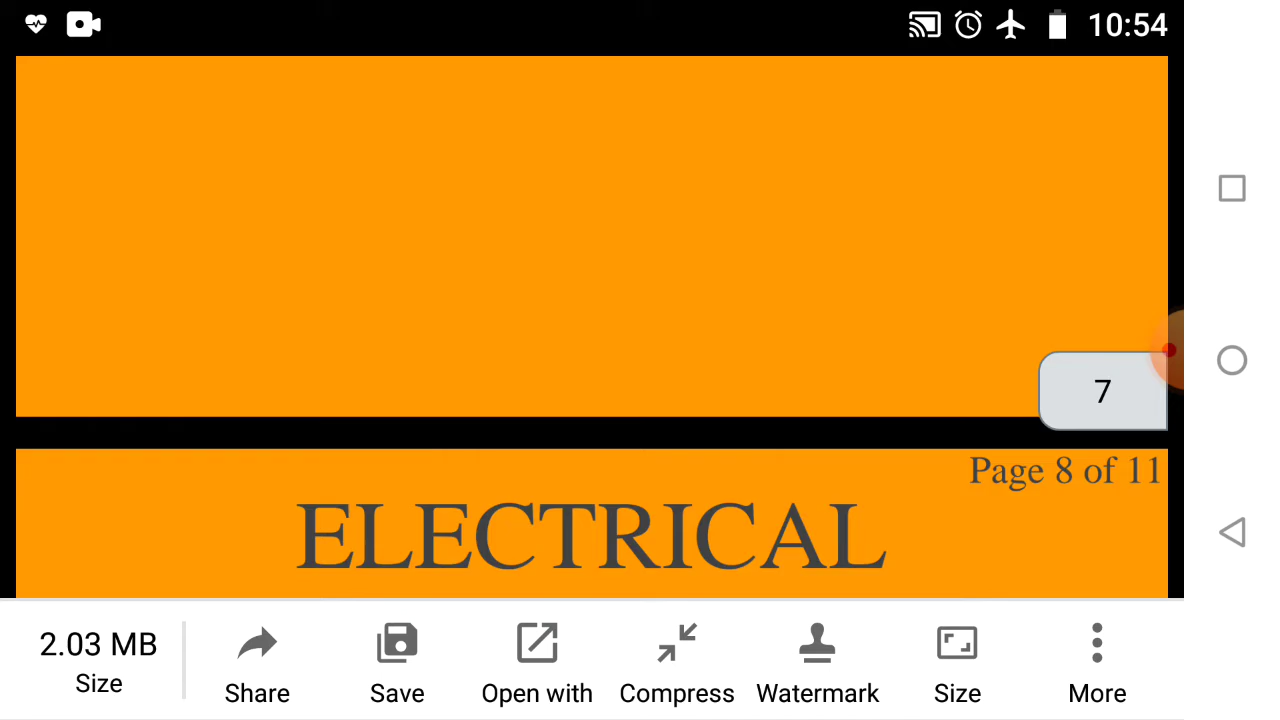 10:54
7
Page 8 of 11
ELECTRICAL
2.03 MB
Size
Share
Save
Open with
Compress
Watermark
Size
More